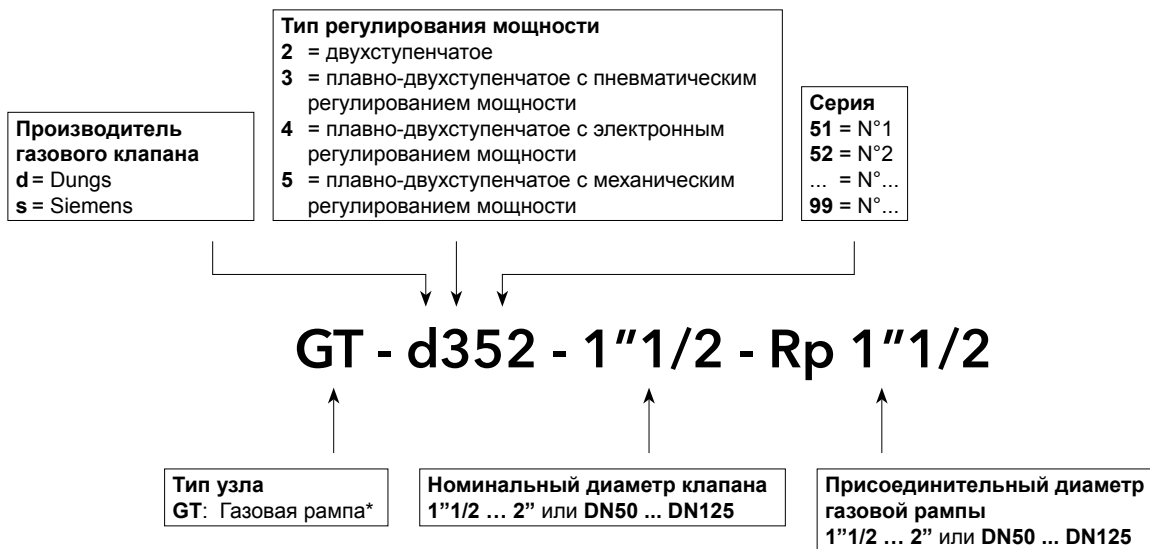 Тип регулирования мощности
2 = двухступенчатое
3 = плавно-двухступенчатое с пневматическим
регулированием мощности
4 = плавно-двухступенчатое с электронным
регулированием мощности
5 = плавно-двухступенчатое с механическим
регулированием мощности
Производитель
газового клапана
d = Dungs
s = Siemens
Серия
51 = N°1
52 = N°2
... = N°...
99 = N°...
GT - d352 - 1"1/2 - Rp 1"1/2
Тип узла
GT: Газовая рампа*
Номинальный диаметр клапана
1”1/2 … 2” или DN50 ... DN125
Присоединительный диаметр
газовой рампы
1”1/2 … 2” или DN50 ... DN125